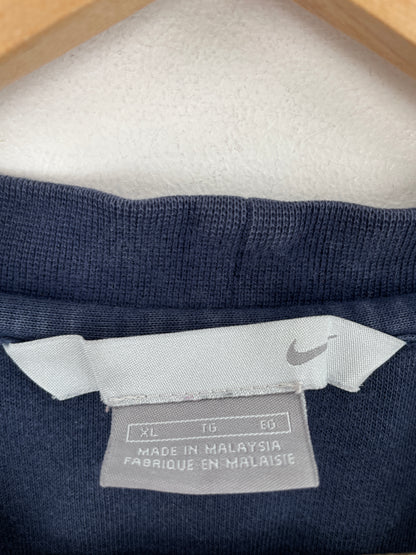 XL TG EG
MADE IN MALAYSIA
FABRIQUE EN MALAISIE